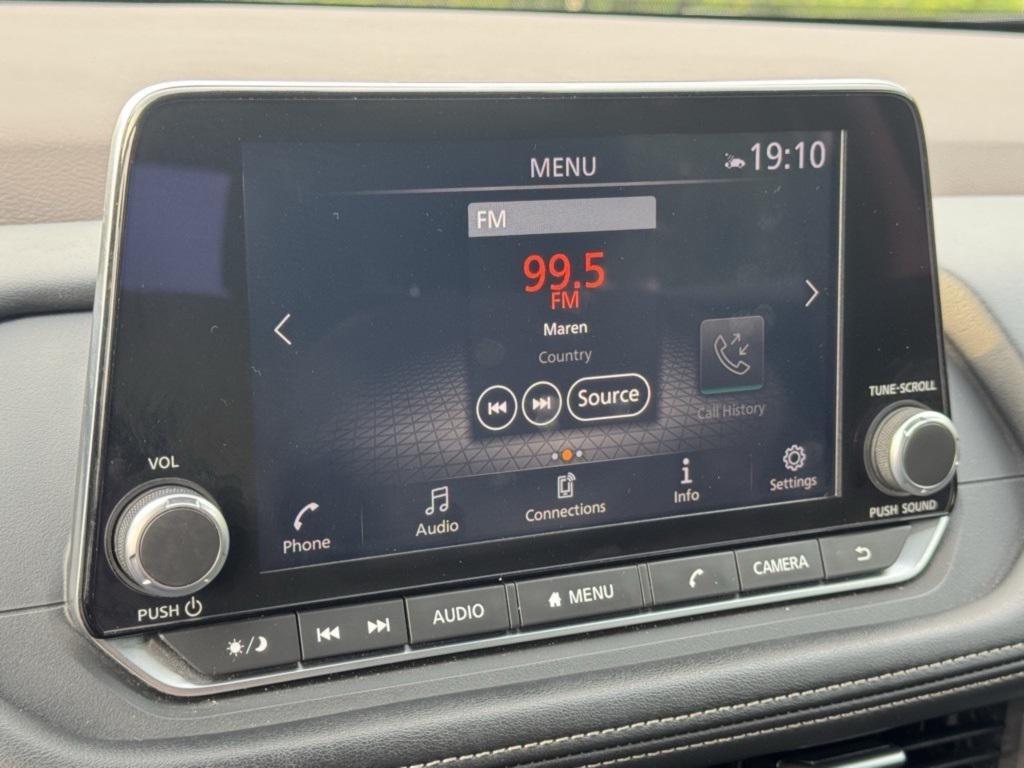 MENU
19:10
FM
99.5
FM
Maren
Country
Source
Call History
Phone
Audio
Connections
Info
Settings
VOL
PUSH
TUNE·SCROLL
PUSH SOUND
AUDIO
MENU
CAMERA